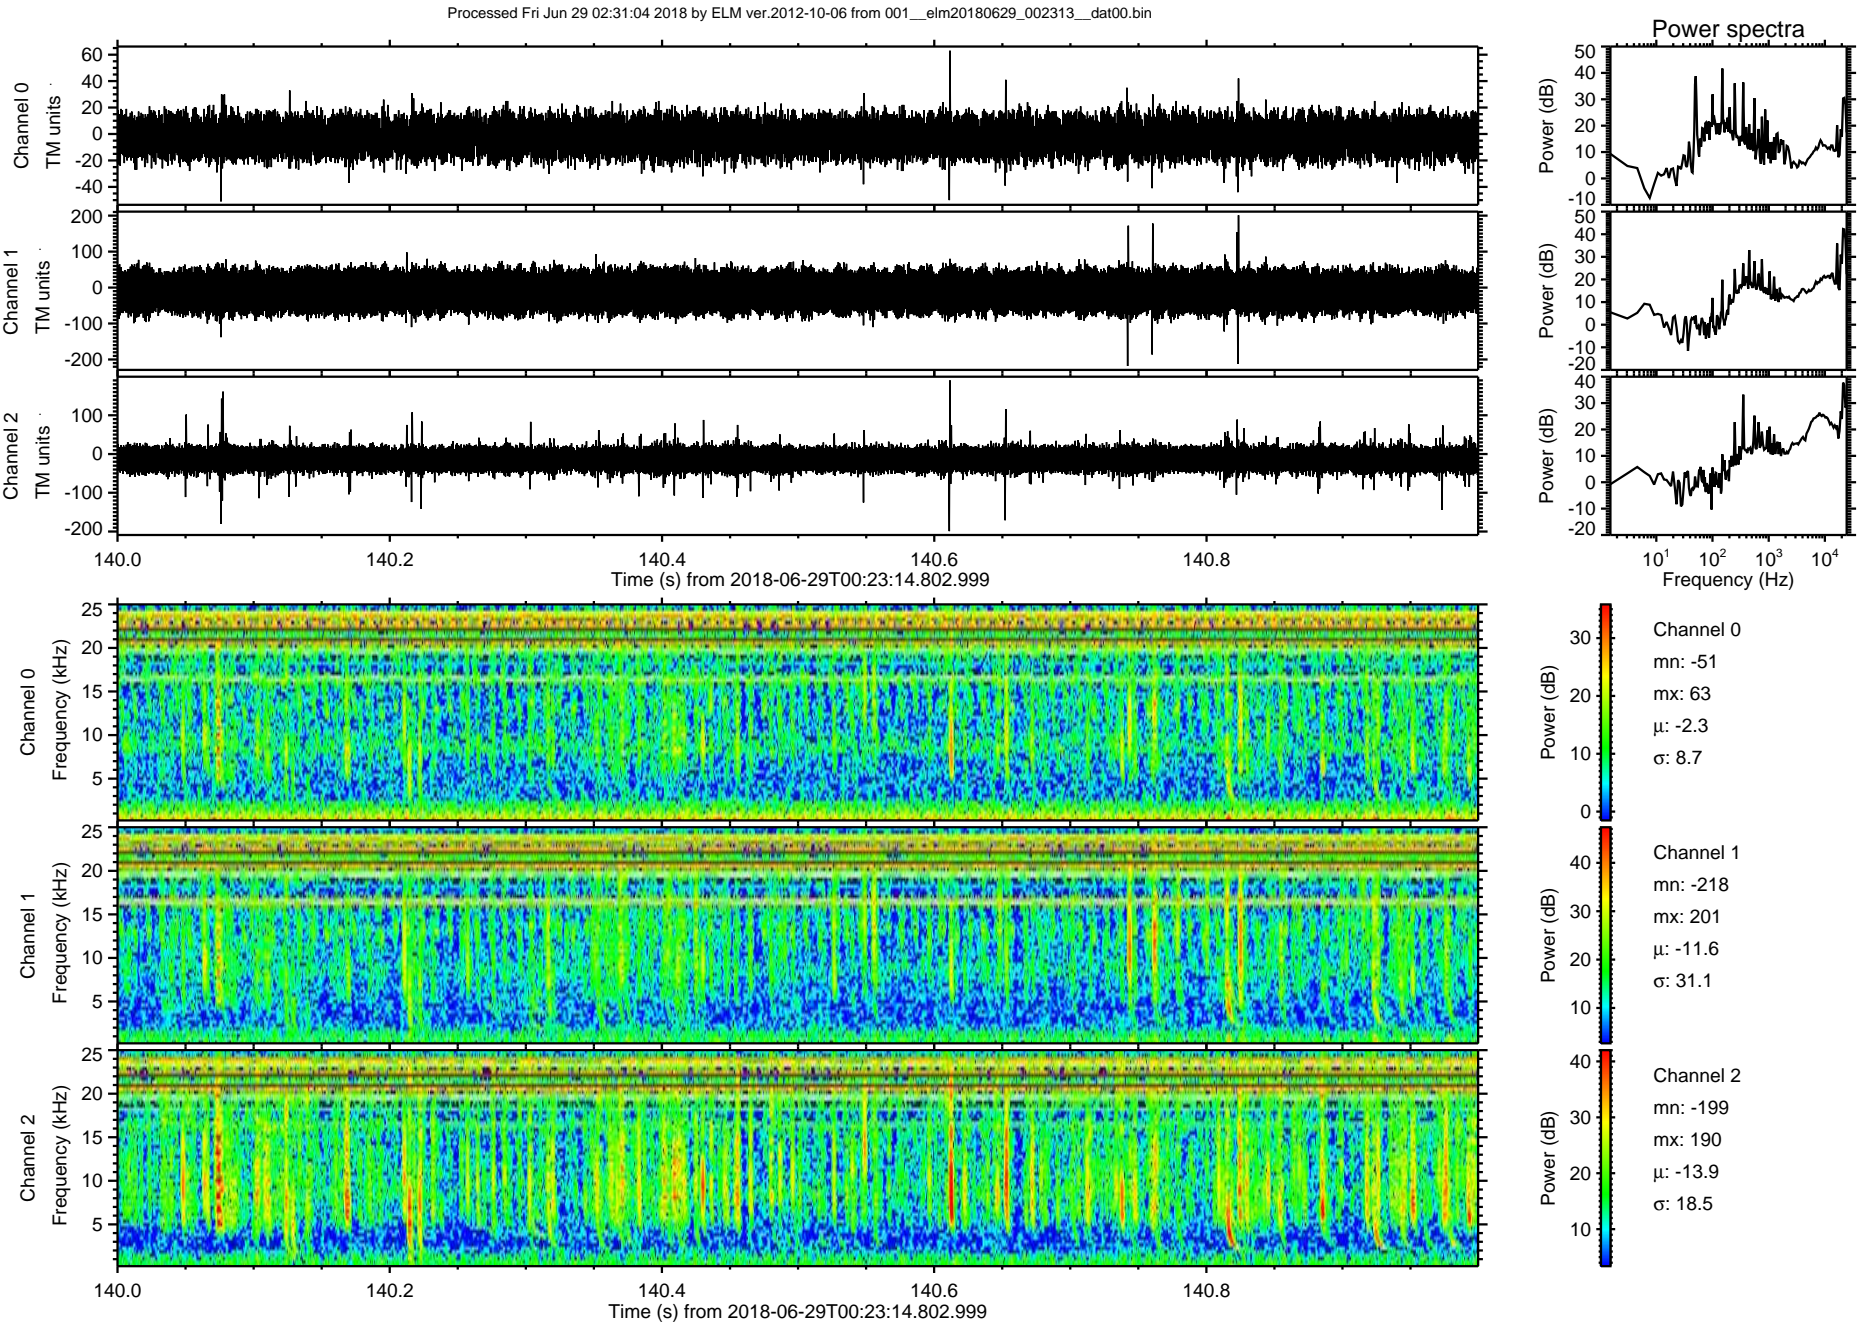 Processed Fri Jun 29 02:31:04 2018 by ELM ver.2012-10-06 from 001__elm20180629_002313__dat00.bin
Power spectra
Channel 0
TM units
60
40
20
0
-20
-40
Power (dB)
50
40
30
20
10
0
-10
Channel 1
TM units
200
100
0
-100
-200
Power (dB)
50
40
30
20
10
0
-10
-20
Channel 2
TM units
100
0
-100
-200
Power (dB)
40
30
20
10
0
-10
-20
140.0 140.2 140.4 140.6 140.8
Time (s) from 2018-06-29T00:23:14.802.999
10^1 10^2 10^3 10^4
Frequency (Hz)
Channel 0
Frequency (kHz)
25
20
15
10
5
Power (dB)
30
20
10
0
Channel 0
mn: -51
mx: 63
μ: -2.3
σ: 8.7
Channel 1
Frequency (kHz)
25
20
15
10
5
Power (dB)
40
30
20
10
Channel 1
mn: -218
mx: 201
μ: -11.6
σ: 31.1
Channel 2
Frequency (kHz)
25
20
15
10
5
Power (dB)
40
30
20
10
Channel 2
mn: -199
mx: 190
μ: -13.9
σ: 18.5
140.0 140.2 140.4 140.6 140.8
Time (s) from 2018-06-29T00:23:14.802.999